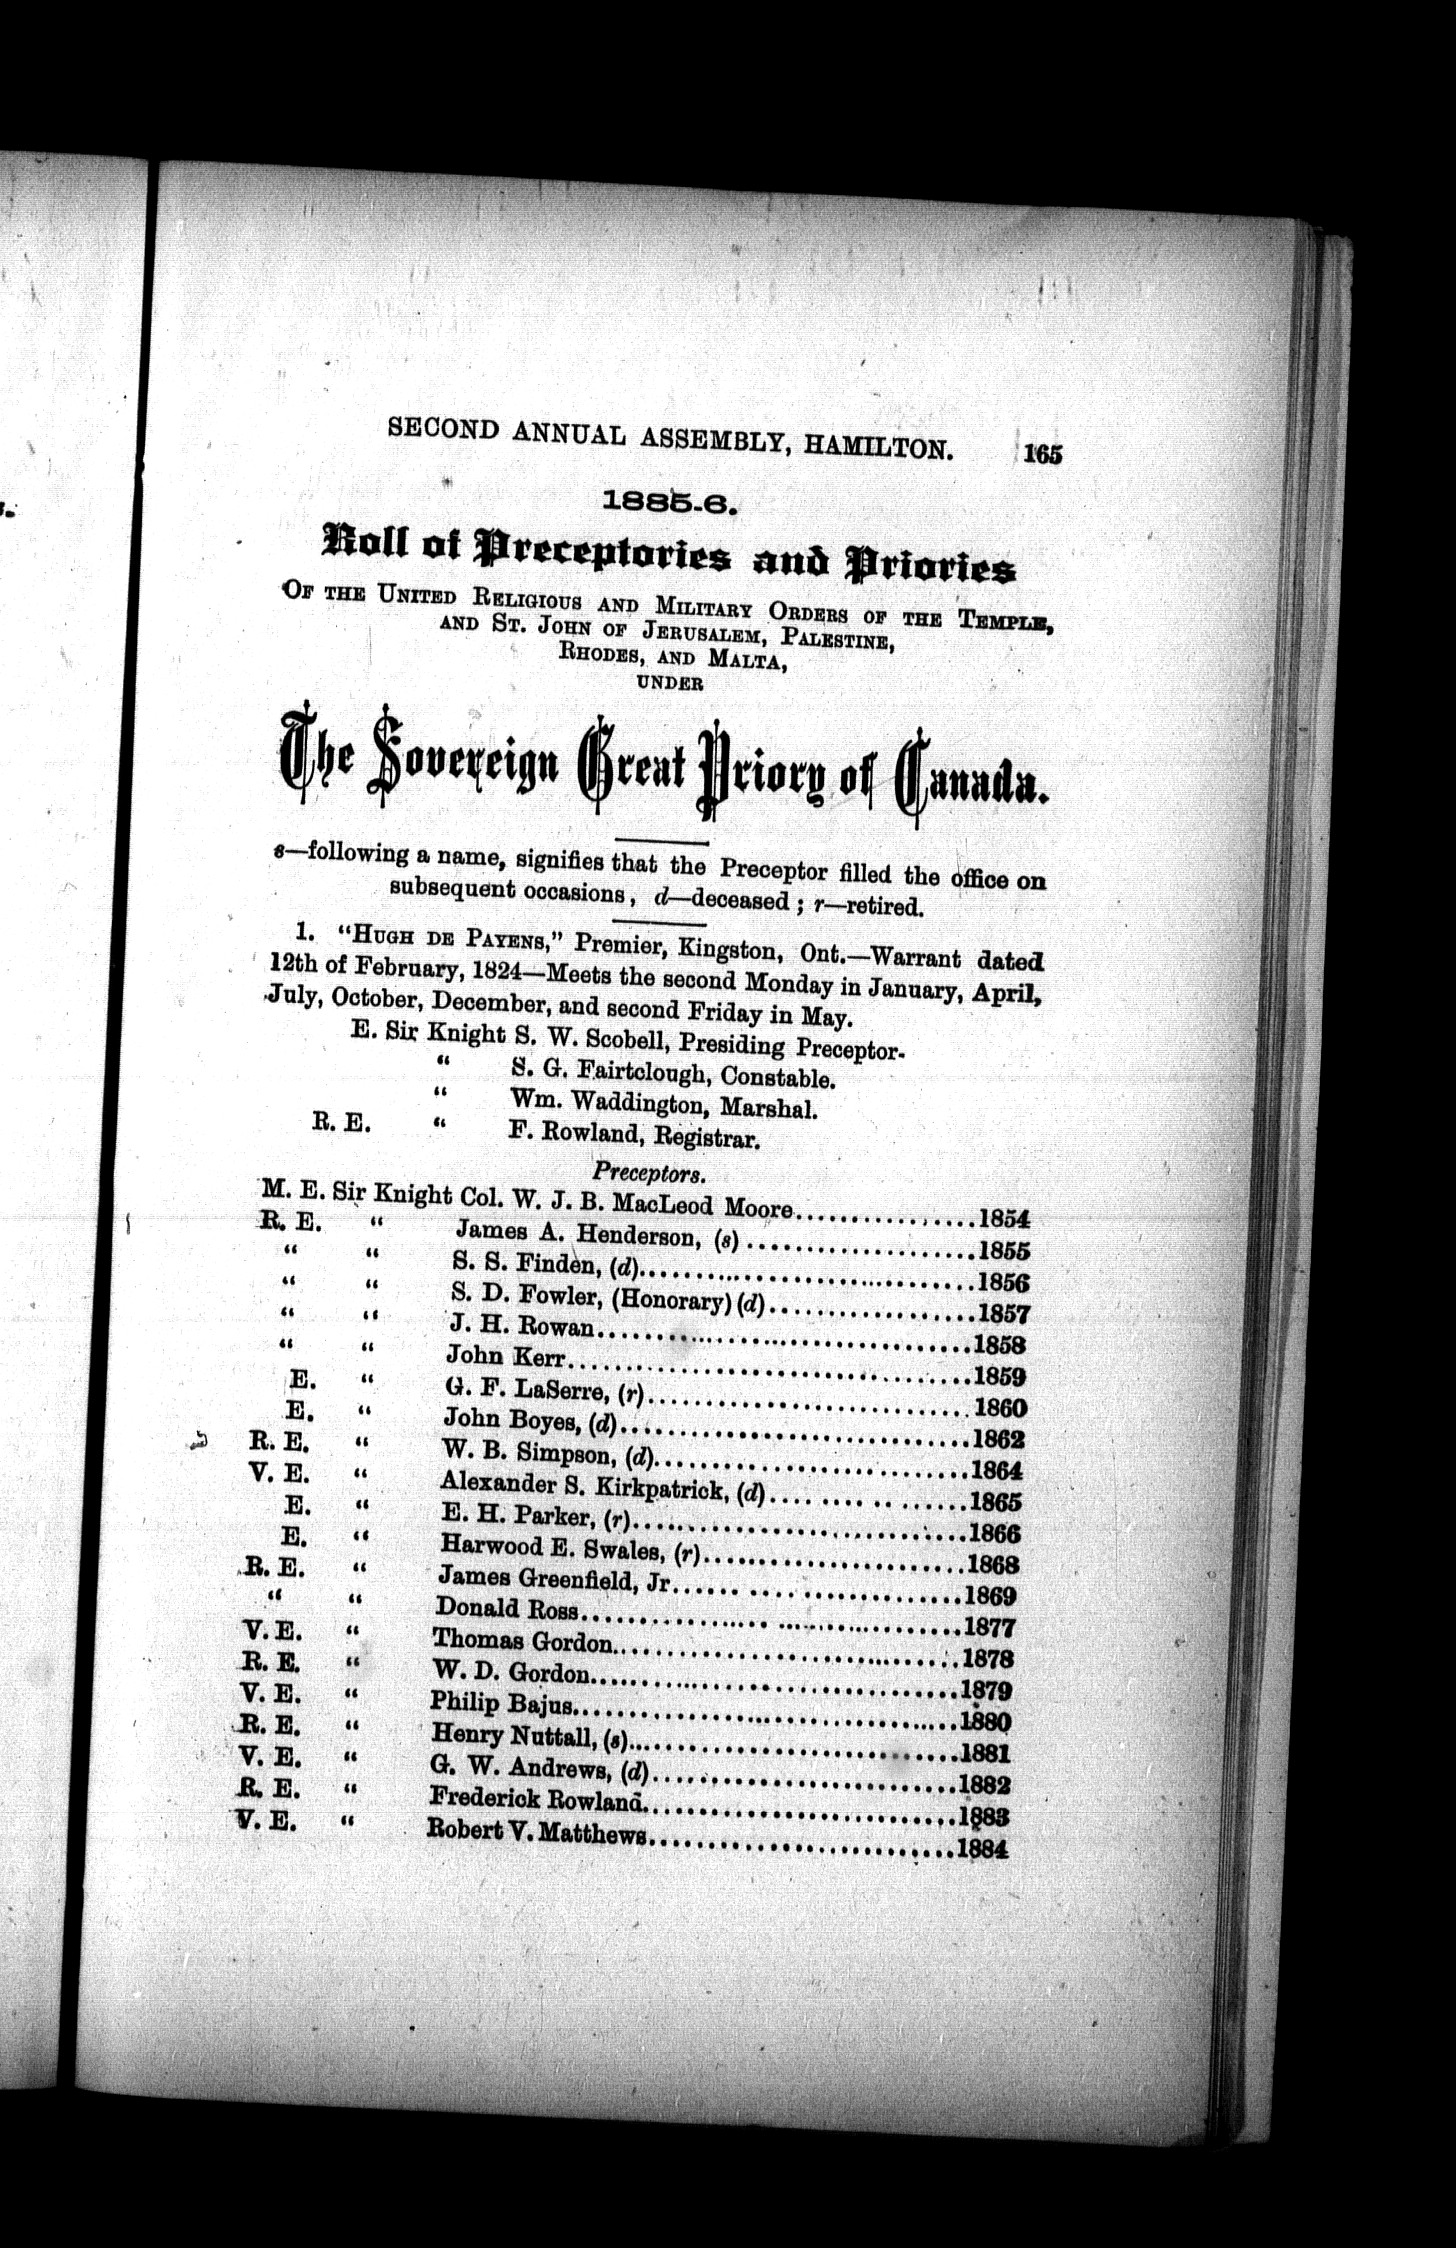 SECOND ANNUAL ASSEMBLY, HAMILTON. 165
1885-6.
Roll of Preceptories and Priories
OF THE UNITED RELIGIOUS AND MILITARY ORDERS OF THE TEMPLE,
AND ST. JOHN OF JERUSALEM, PALESTINE,
RHODES, AND MALTA,
UNDER
The Sovereign Great Priory of Canada.
s—following a name, signifies that the Preceptor filled the office on
subsequent occasions, d—deceased; r—retired.
1. "HUGH DE PAYENS," Premier, Kingston, Ont.—Warrant dated
12th of February, 1824—Meets the second Monday in January, April,
July, October, December, and second Friday in May.
E. Sir Knight S. W. Scobell, Presiding Preceptor.
" S. G. Fairtclough, Constable.
" Wm. Waddington, Marshal.
R. E. " F. Rowland, Registrar.
Preceptors.
M. E. Sir Knight Col. W. J. B. MacLeod Moore................1854
R. E. " James A. Henderson, (s)....................1855
" " S. S. Finden, (d)..............................1856
" " S. D. Fowler, (Honorary) (d)..................1857
" " J. H. Rowan..................................1858
" " John Kerr....................................1859
E. " G. F. LaSerre, (r).............................1860
E. " John Boyes, (d)...............................1862
R. E. " W. B. Simpson, (d)............................1864
V. E. " Alexander S. Kirkpatrick, (d)..................1865
E. " E. H. Parker, (r)..............................1866
E. " Harwood E. Swales, (r)........................1868
R. E. " James Greenfield, Jr..........................1869
" " Donald Ross..................................1877
V. E. " Thomas Gordon................................1878
R. E. " W. D. Gordon.................................1879
V. E. " Philip Bajus..................................1880
R. E. " Henry Nuttall, (s).............................1881
V. E. " G. W. Andrews, (d)............................1882
R. E. " Frederick Rowland............................1883
V. E. " Robert V. Matthews...........................1884